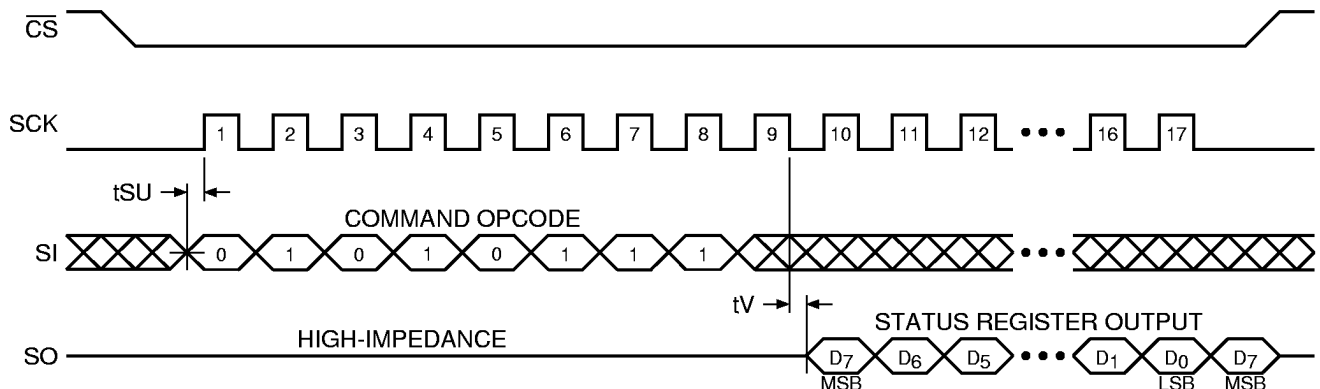 CS
SCK 1 2 3 4 5 6 7 8 9 10 11 12 ••• 16 17
tSU
COMMAND OPCODE
SI 0 1 0 1 0 1 1 1 •••
tV
HIGH-IMPEDANCE STATUS REGISTER OUTPUT
SO D7 D6 D5 ••• D1 D0 D7
MSB LSB MSB